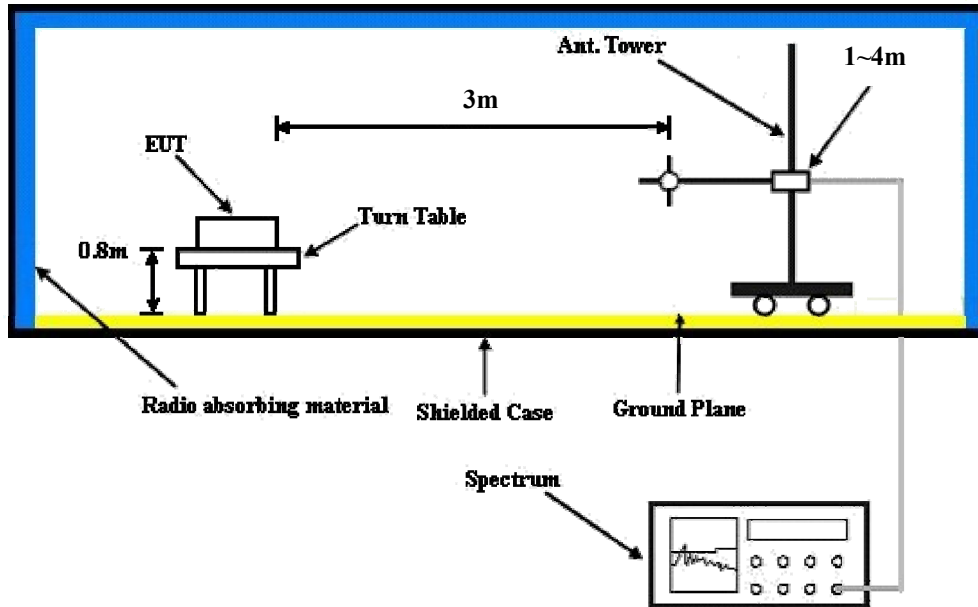 Ant. Tower
1~4m
3m
EUT
Turn Table
0.8m
Radio absorbing material
Shielded Case
Ground Plane
Spectrum